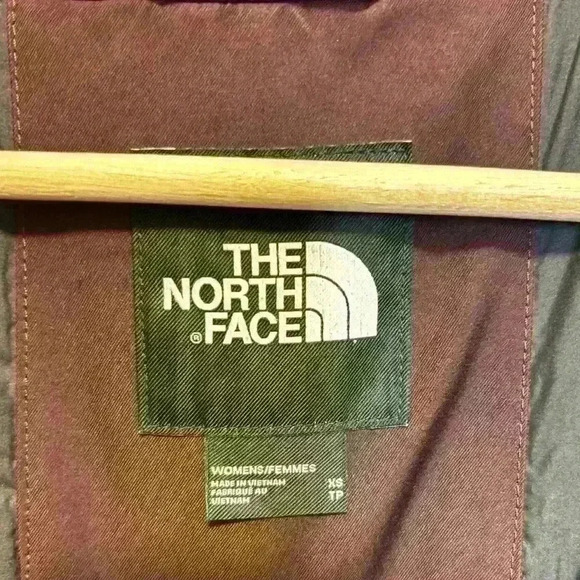 THE
NORTH
®FACE
WOMENS/FEMMES
MADE IN VIETNAM XS
FABRIQUÉ AU TP
VIETNAM